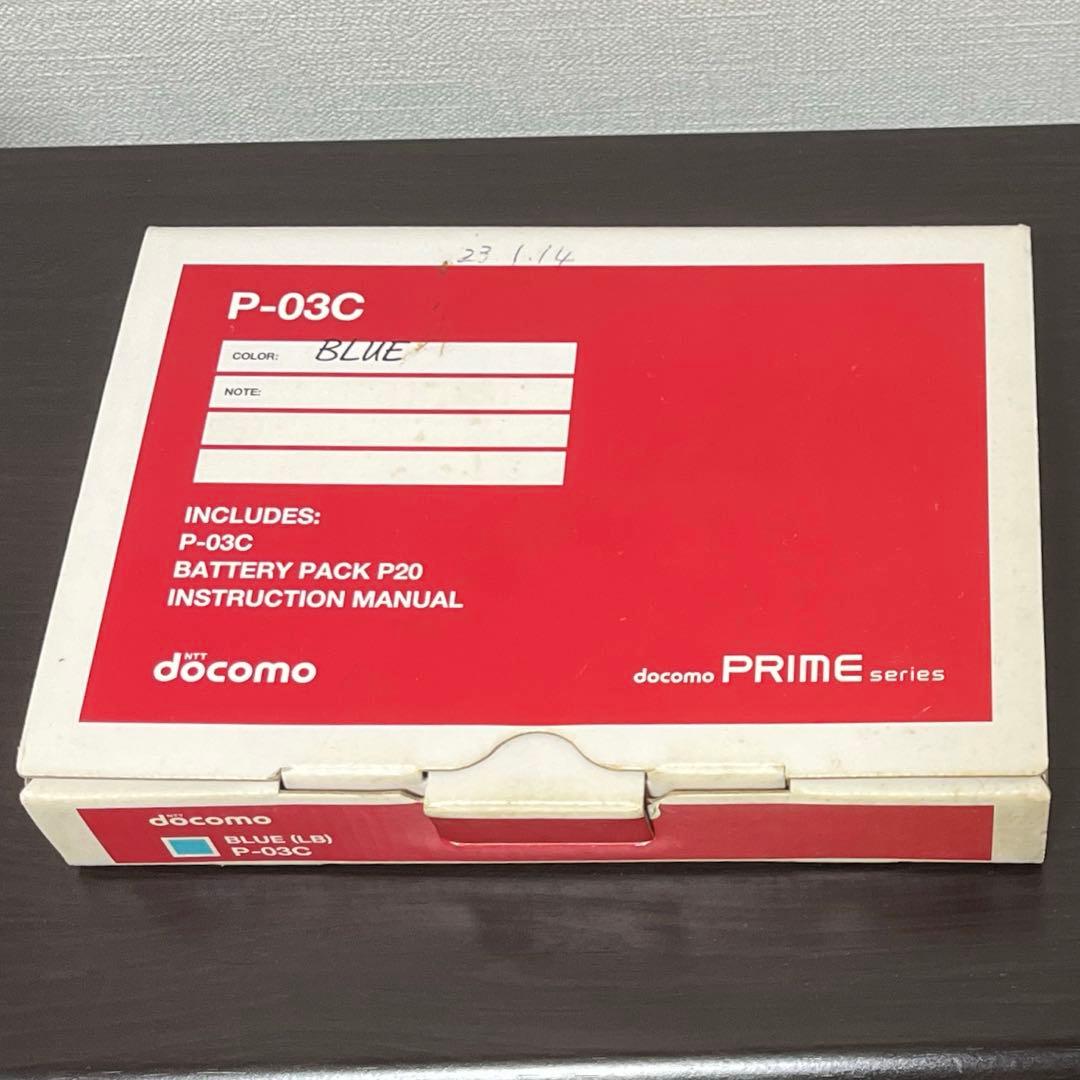 23 1.14
P-03C
COLOR: BLUE
NOTE:
INCLUDES:
P-03C
BATTERY PACK P20
INSTRUCTION MANUAL
NTT
docomo
docomo PRIME series
NTT
docomo
BLUE (LB)
P-03C